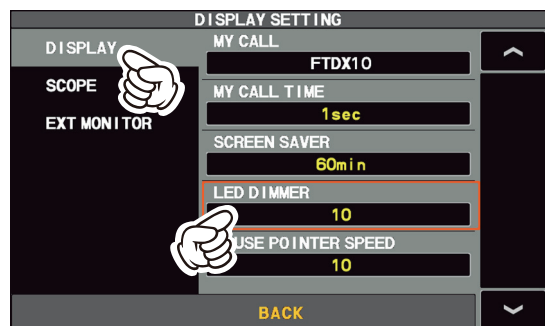 DISPLAY SETTING
DISPLAY
SCOPE
EXT MONITOR
MY CALL
FTDX10
MY CALL TIME
1sec
SCREEN SAVER
60min
LED DIMMER
10
USE POINTER SPEED
10
BACK